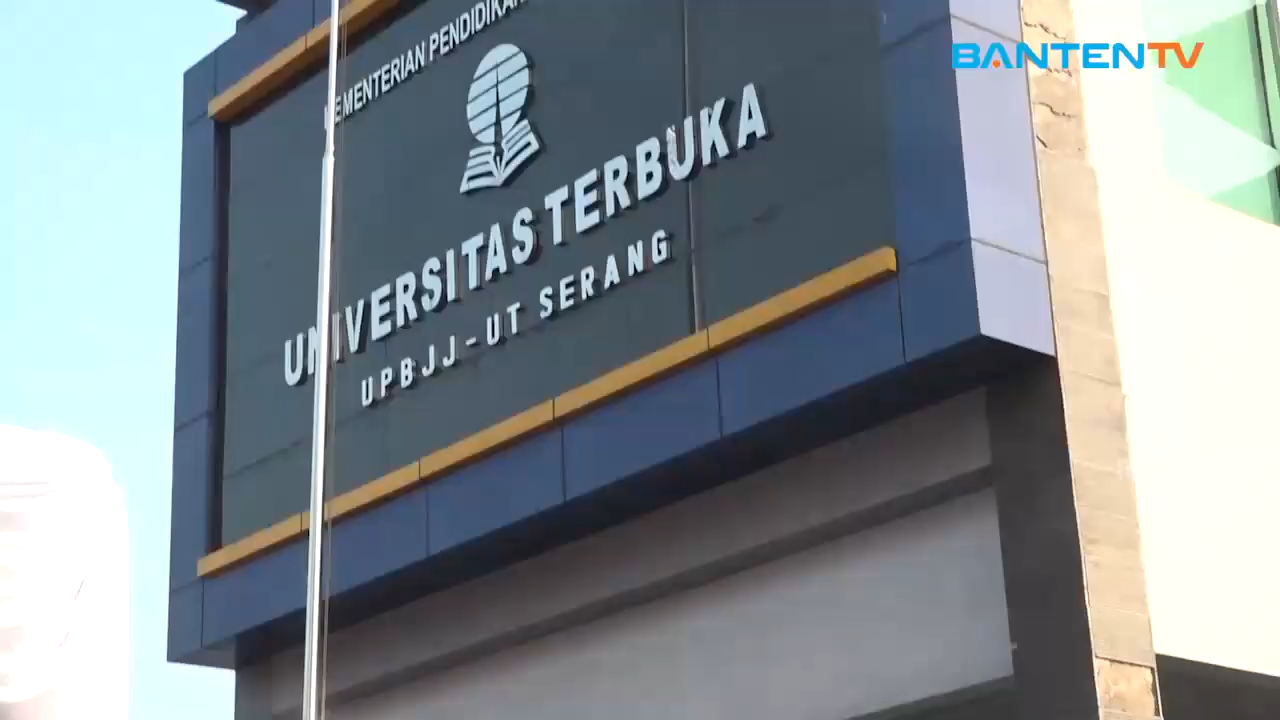 KEMENTERIAN PENDIDIKAN
UNIVERSITAS TERBUKA
UPBJJ-UT SERANG
BANTENTV